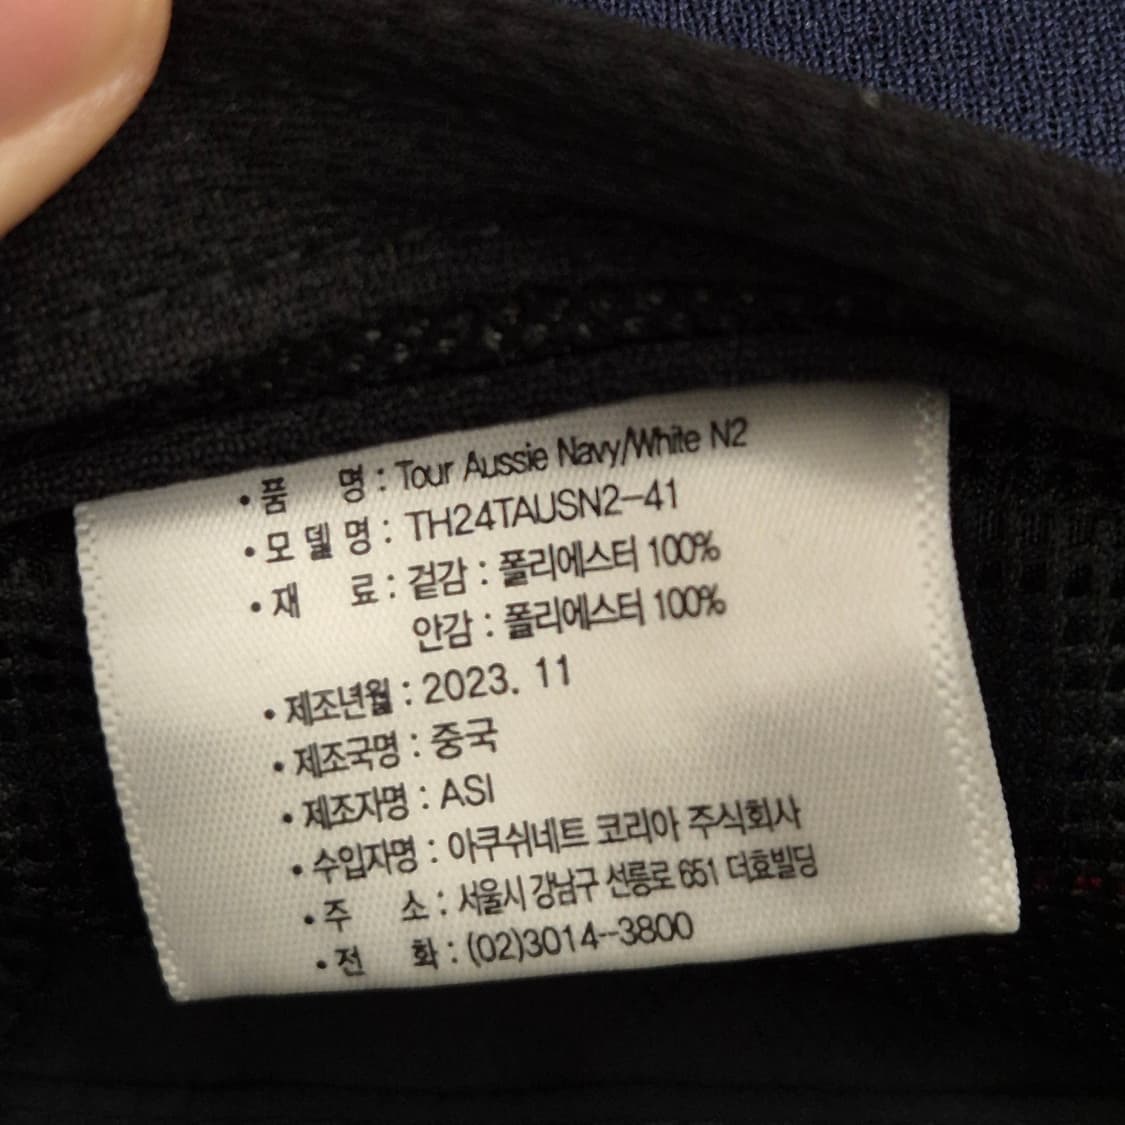 • 품 명 : Tour Aussie Navy/White N2
• 모 델 명 : TH24TAUSN2-41
• 재 료 : 겉감 : 폴리에스터 100%
안감 : 폴리에스터 100%
• 제조년월 : 2023. 11
• 제조국명 : 중국
• 제조자명 : ASI
• 수입자명 : 아쿠쉬네트 코리아 주식회사
• 주 소 : 서울시 강남구 선릉로 651 더호빌딩
• 전 화 : (02)3014-3800